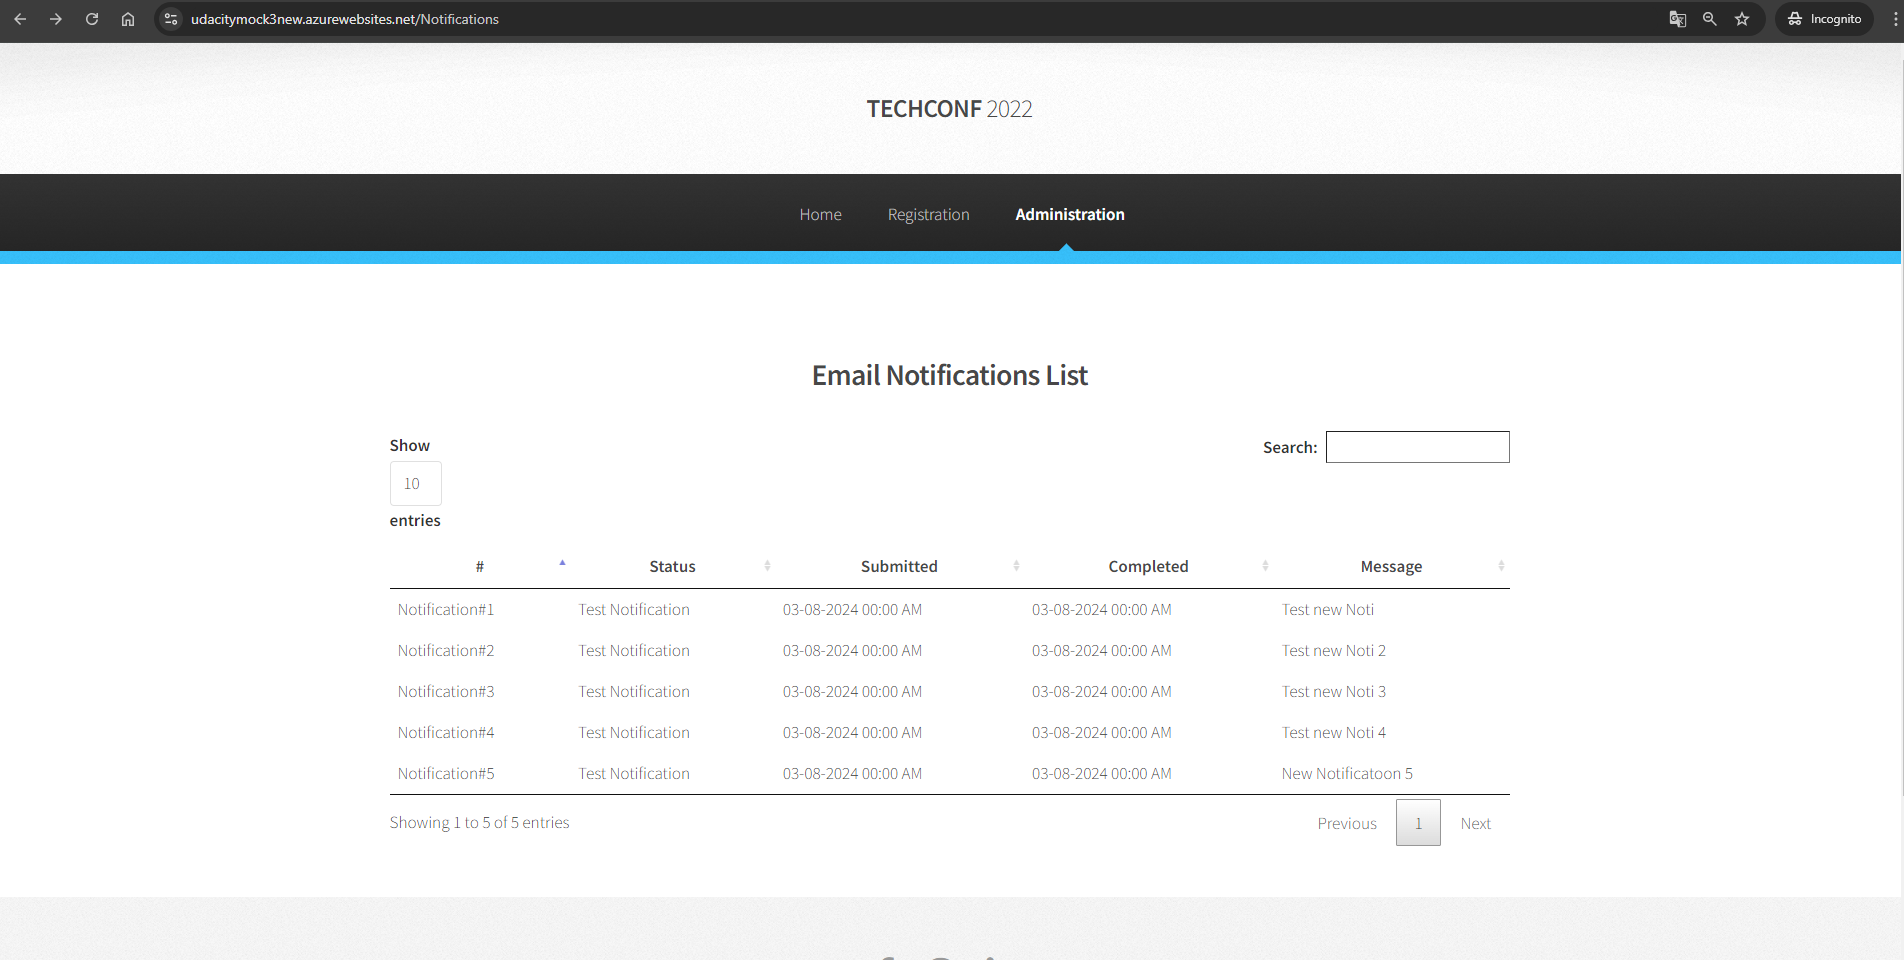 udacitymock3new.azurewebsites.net/Notifications
Incognito
TECHCONF 2022
Home Registration Administration
Email Notifications List
Show
10
entries
Search:
# Status Submitted Completed Message
Notification#1 Test Notification 03-08-2024 00:00 AM 03-08-2024 00:00 AM Test new Noti
Notification#2 Test Notification 03-08-2024 00:00 AM 03-08-2024 00:00 AM Test new Noti 2
Notification#3 Test Notification 03-08-2024 00:00 AM 03-08-2024 00:00 AM Test new Noti 3
Notification#4 Test Notification 03-08-2024 00:00 AM 03-08-2024 00:00 AM Test new Noti 4
Notification#5 Test Notification 03-08-2024 00:00 AM 03-08-2024 00:00 AM New Notificatoon 5
Showing 1 to 5 of 5 entries
Previous 1 Next